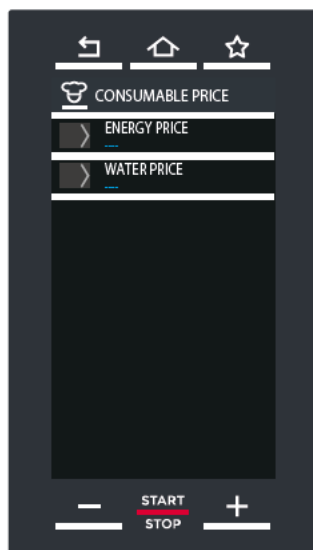 CONSUMABLE PRICE
ENERGY PRICE
----
WATER PRICE
----
START
STOP